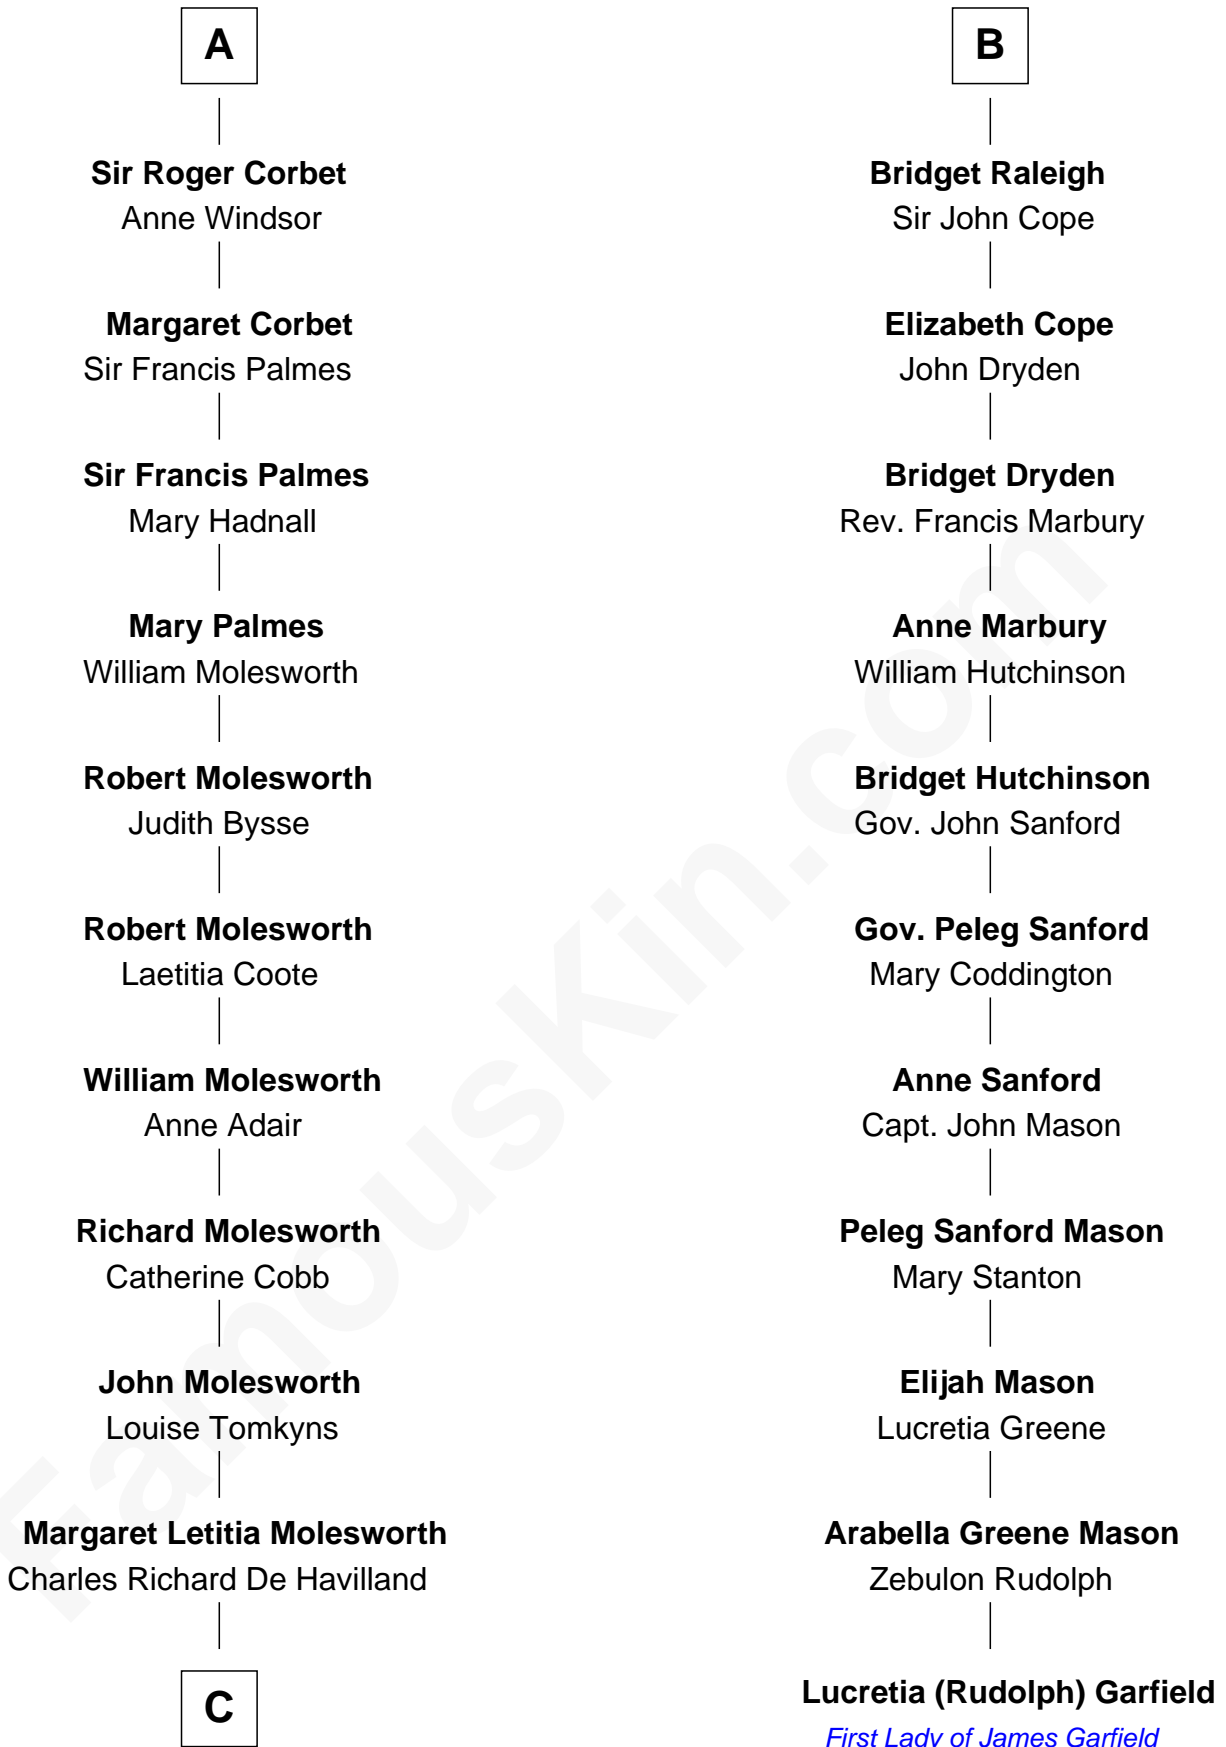 A
Sir Roger Corbet
Anne Windsor
Margaret Corbet
Sir Francis Palmes
Sir Francis Palmes
Mary Hadnall
Mary Palmes
William Molesworth
Robert Molesworth
Judith Bysse
Robert Molesworth
Laetitia Coote
William Molesworth
Anne Adair
Richard Molesworth
Catherine Cobb
John Molesworth
Louise Tomkyns
Margaret Letitia Molesworth
Charles Richard De Havilland
C
B
Bridget Raleigh
Sir John Cope
Elizabeth Cope
John Dryden
Bridget Dryden
Rev. Francis Marbury
Anne Marbury
William Hutchinson
Bridget Hutchinson
Gov. John Sanford
Gov. Peleg Sanford
Mary Coddington
Anne Sanford
Capt. John Mason
Peleg Sanford Mason
Mary Stanton
Elijah Mason
Lucretia Greene
Arabella Greene Mason
Zebulon Rudolph
Lucretia (Rudolph) Garfield
First Lady of James Garfield
FamousKin.com